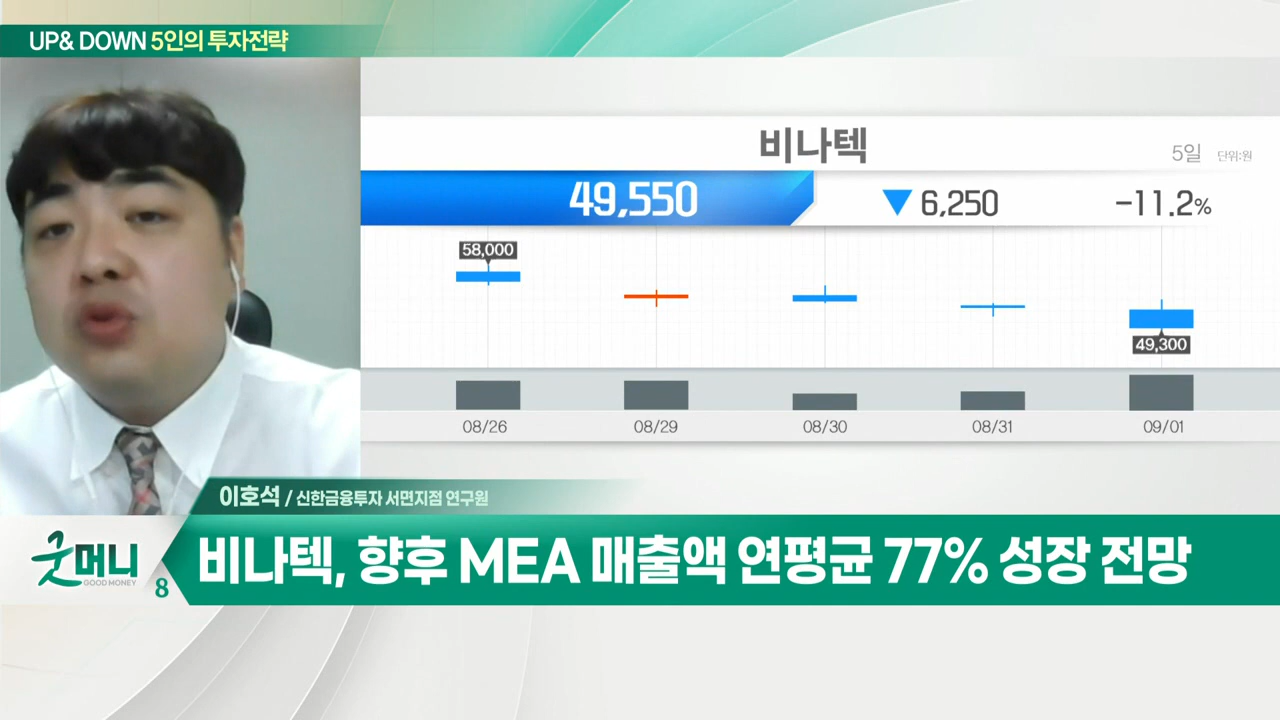 UP& DOWN 5인의 투자전략
비나텍
5일 단위:원
49,550 ▼ 6,250 -11.2%
58,000
49,300
08/26 08/29 08/30 08/31 09/01
이호석 / 신한금융투자 서면지점 연구원
굿머니
GOOD MONEY
8
비나텍, 향후 MEA 매출액 연평균 77% 성장 전망